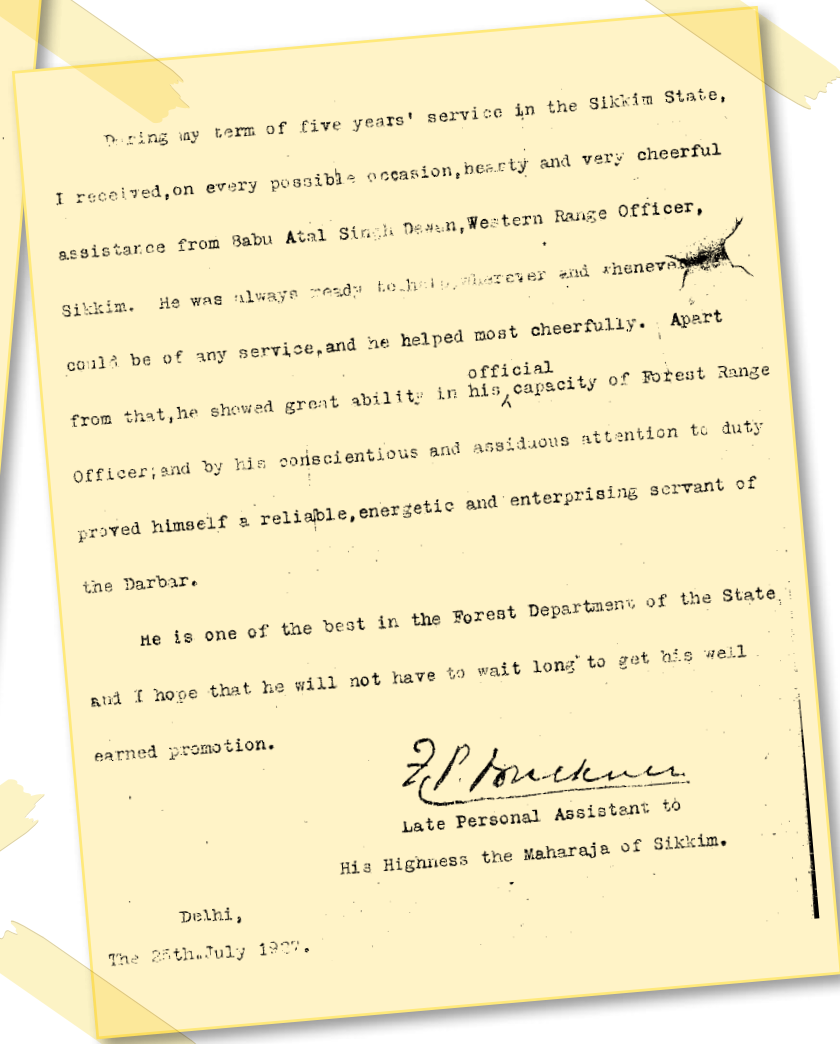 During my term of five years' service in the Sikkim State,
I received,on every possible occasion,hearty and very cheerful
assistance from Babu Atal Singh Dewan,Western Range Officer,
Sikkim. He was always ready to help,wherever and whenever
could be of any service,and he helped most cheerfully. Apart
official
from that,he showed great ability in his capacity of Forest Range
Officer;and by his conscientious and assiduous attention to duty
proved himself a reliable,energetic and enterprising servant of
the Darbar.
He is one of the best in the Forest Department of the State,
and I hope that he will not have to wait long to get his well
earned promotion.
Late Personal Assistant to
His Highness the Maharaja of Sikkim.
Delhi,
The 25th.July 1927.